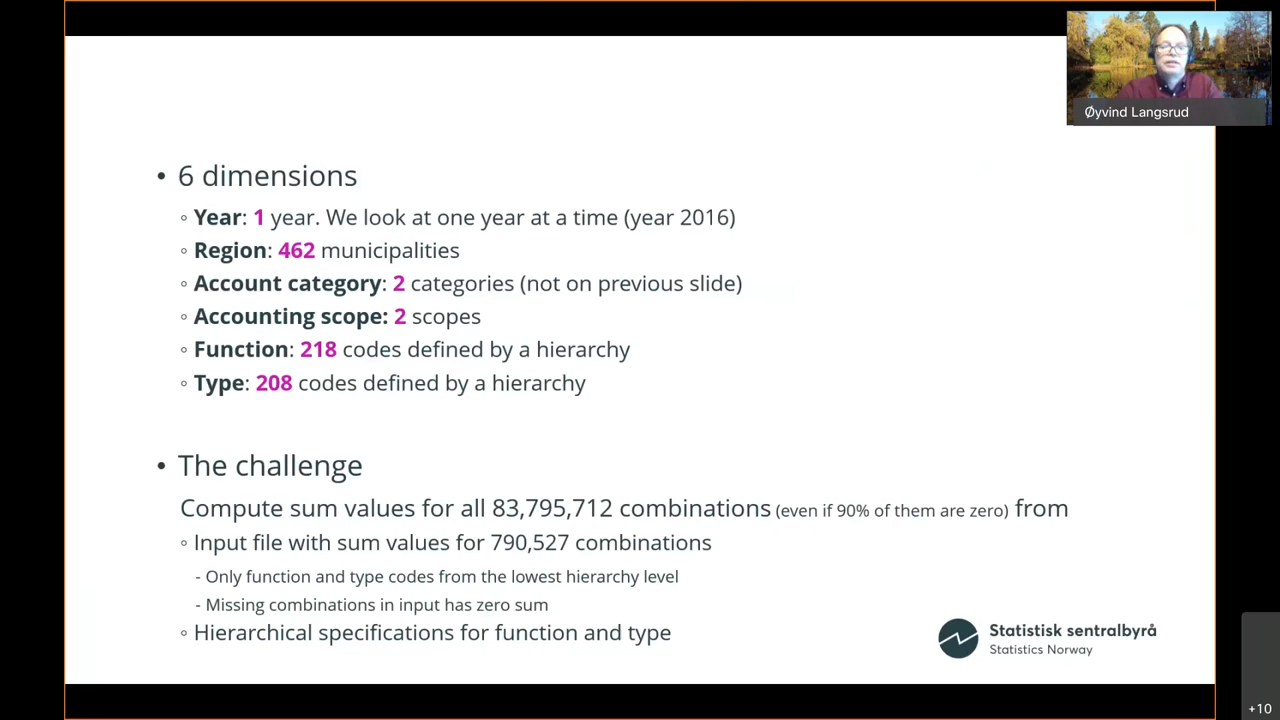 Øyvind Langsrud
• 6 dimensions
◦ Year: 1 year. We look at one year at a time (year 2016)
◦ Region: 462 municipalities
◦ Account category: 2 categories (not on previous slide)
◦ Accounting scope: 2 scopes
◦ Function: 218 codes defined by a hierarchy
◦ Type: 208 codes defined by a hierarchy
• The challenge
Compute sum values for all 83,795,712 combinations (even if 90% of them are zero) from
◦ Input file with sum values for 790,527 combinations
- Only function and type codes from the lowest hierarchy level
- Missing combinations in input has zero sum
◦ Hierarchical specifications for function and type
Statistisk sentralbyrå
Statistics Norway
+10